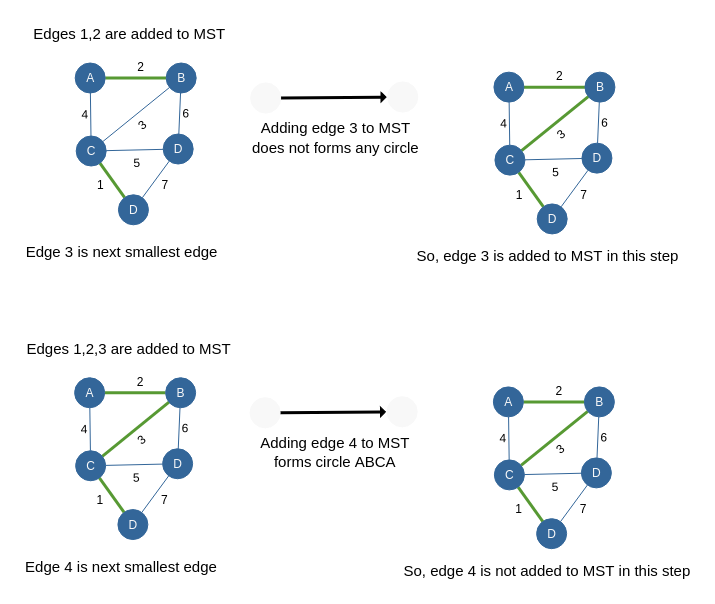 Edges 1,2 are added to MST
A 2 B
4 3 6
C 5 D
1 7
D
Edge 3 is next smallest edge
Adding edge 3 to MST
does not forms any circle
A 2 B
4 3 6
C 5 D
1 7
D
So, edge 3 is added to MST in this step
Edges 1,2,3 are added to MST
A 2 B
4 3 6
C 5 D
1 7
D
Edge 4 is next smallest edge
Adding edge 4 to MST
forms circle ABCA
A 2 B
4 3 6
C 5 D
1 7
D
So, edge 4 is not added to MST in this step